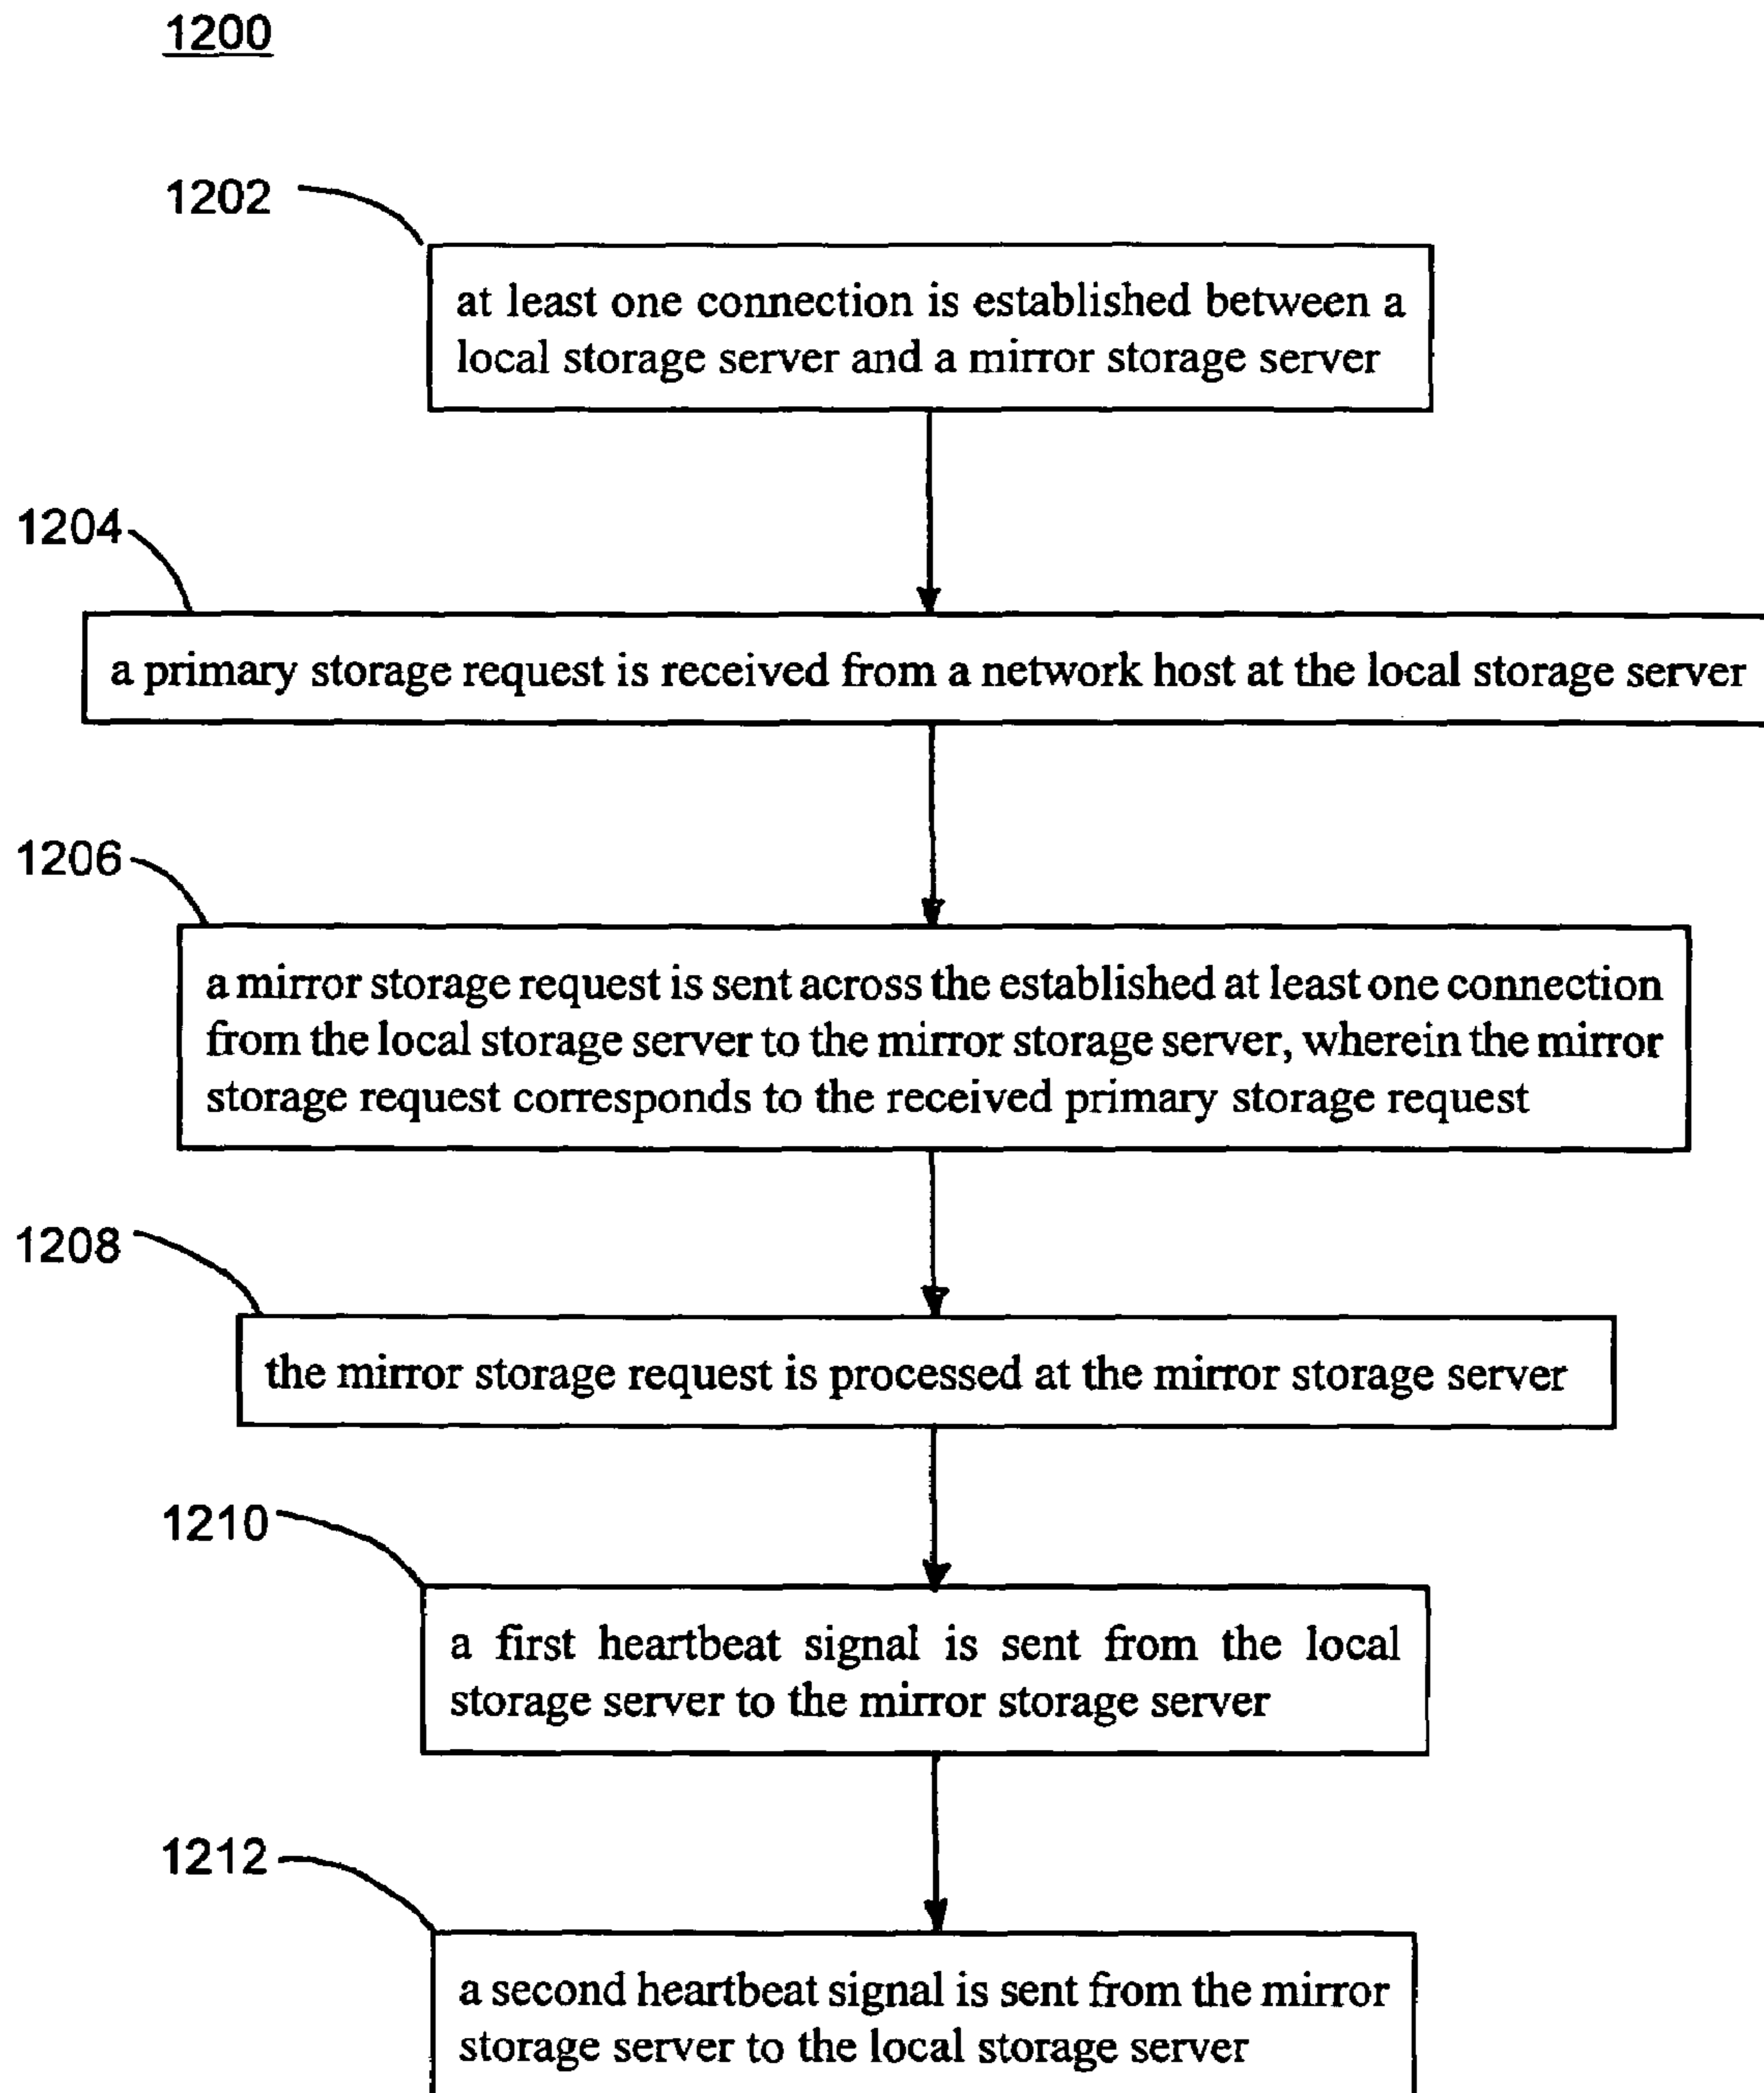 1200
1202
at least one connection is established between a
local storage server and a mirror storage server
1204
a primary storage request is received from a network host at the local storage server
1206
a mirror storage request is sent across the established at least one connection
from the local storage server to the mirror storage server, wherein the mirror
storage request corresponds to the received primary storage request
1208
the mirror storage request is processed at the mirror storage server
1210
a first heartbeat signal is sent from the local
storage server to the mirror storage server
1212
a second heartbeat signal is sent from the mirror
storage server to the local storage server